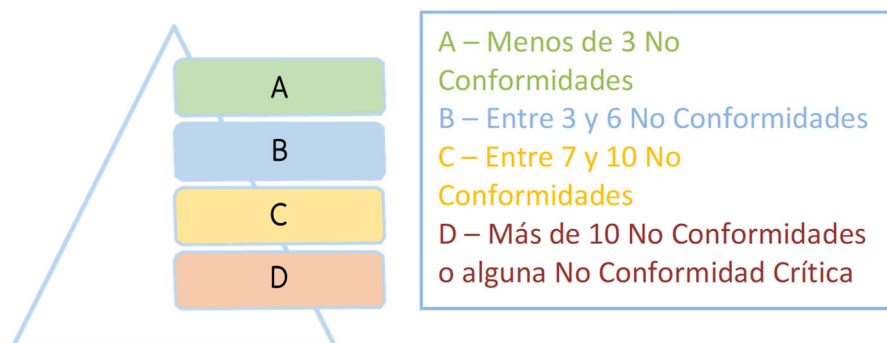 A
B
C
D
A – Menos de 3 No
Conformidades
B – Entre 3 y 6 No Conformidades
C – Entre 7 y 10 No
Conformidades
D – Más de 10 No Conformidades
o alguna No Conformidad Crítica